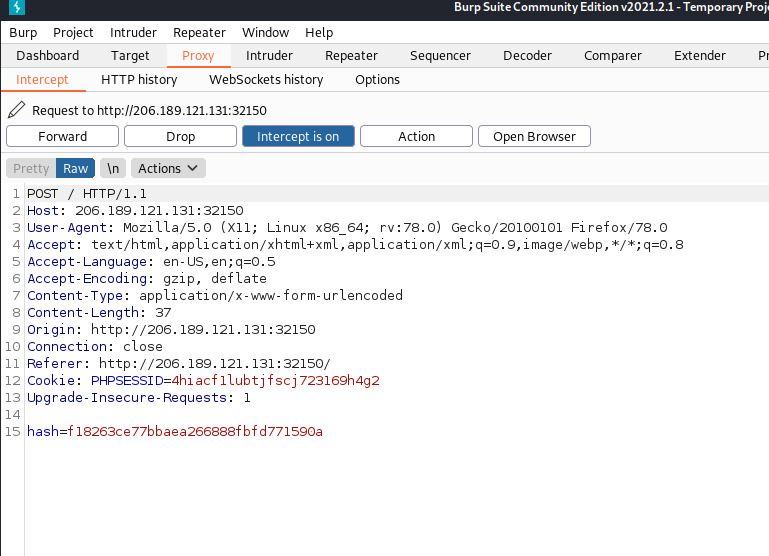 Burp Suite Community Edition v2021.2.1 - Temporary Proje
Burp Project Intruder Repeater Window Help
Dashboard Target Proxy Intruder Repeater Sequencer Decoder Comparer Extender Pr
Intercept HTTP history WebSockets history Options
Request to http://206.189.121.131:32150
Forward Drop Intercept is on Action Open Browser
Pretty Raw \n Actions
1 POST / HTTP/1.1
2 Host: 206.189.121.131:32150
3 User-Agent: Mozilla/5.0 (X11; Linux x86_64; rv:78.0) Gecko/20100101 Firefox/78.0
4 Accept: text/html,application/xhtml+xml,application/xml;q=0.9,image/webp,*/*;q=0.8
5 Accept-Language: en-US,en;q=0.5
6 Accept-Encoding: gzip, deflate
7 Content-Type: application/x-www-form-urlencoded
8 Content-Length: 37
9 Origin: http://206.189.121.131:32150
10 Connection: close
11 Referer: http://206.189.121.131:32150/
12 Cookie: PHPSESSID=4hiacf1lubtjfscj723169h4g2
13 Upgrade-Insecure-Requests: 1
14
15 hash=f18263ce77bbaea266888fbfd771590a